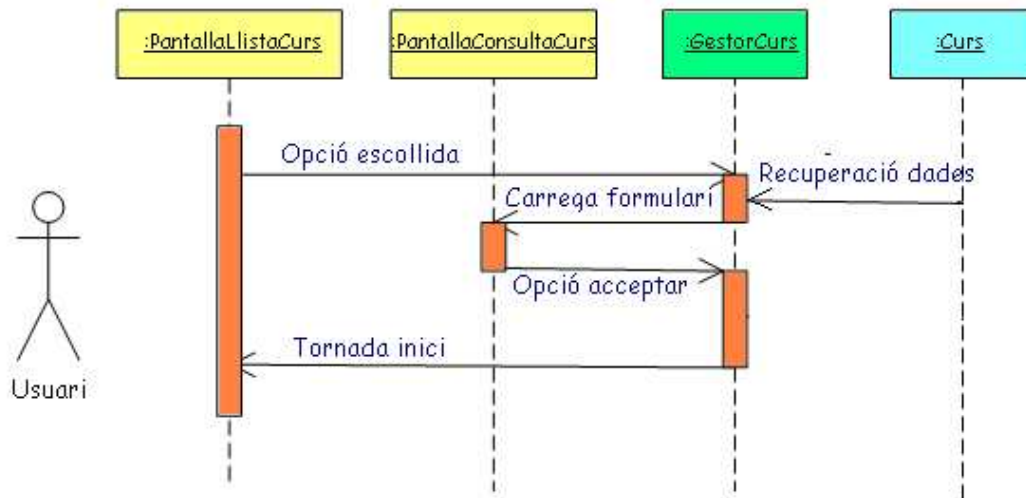 :PantallaLlistaCurs
:PantallaConsultaCurs
:GestorCurs
:Curs
Opció escollida
Recuperació dades
Carrega formulari
Opció acceptar
Tornada inici
Usuari